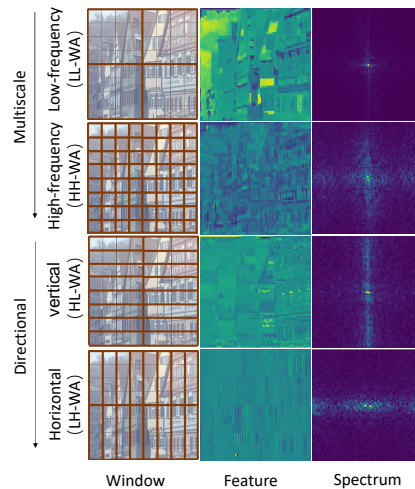 Multiscale
Low-frequency
(LL-WA)
High-frequency
(HH-WA)
Directional
vertical
(HL-WA)
Horizontal
(LH-WA)
Window Feature Spectrum